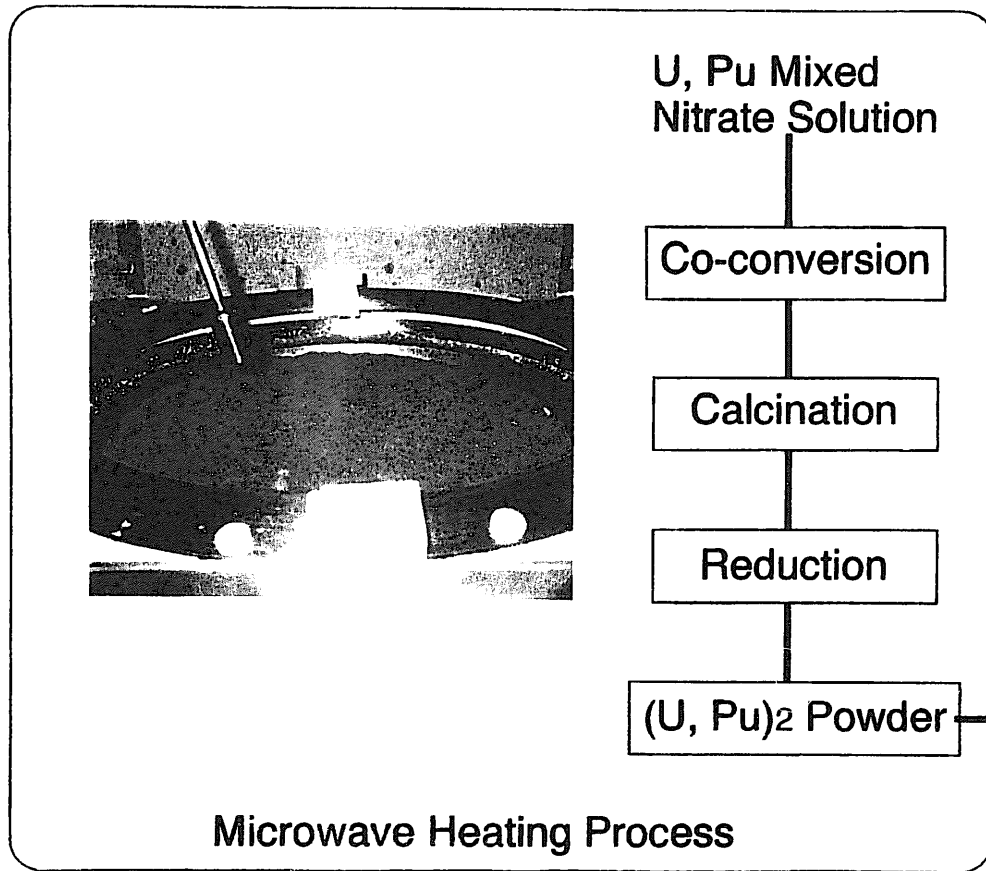 U, Pu Mixed
Nitrate Solution
Co-conversion
Calcination
Reduction
(U, Pu)2 Powder
Microwave Heating Process